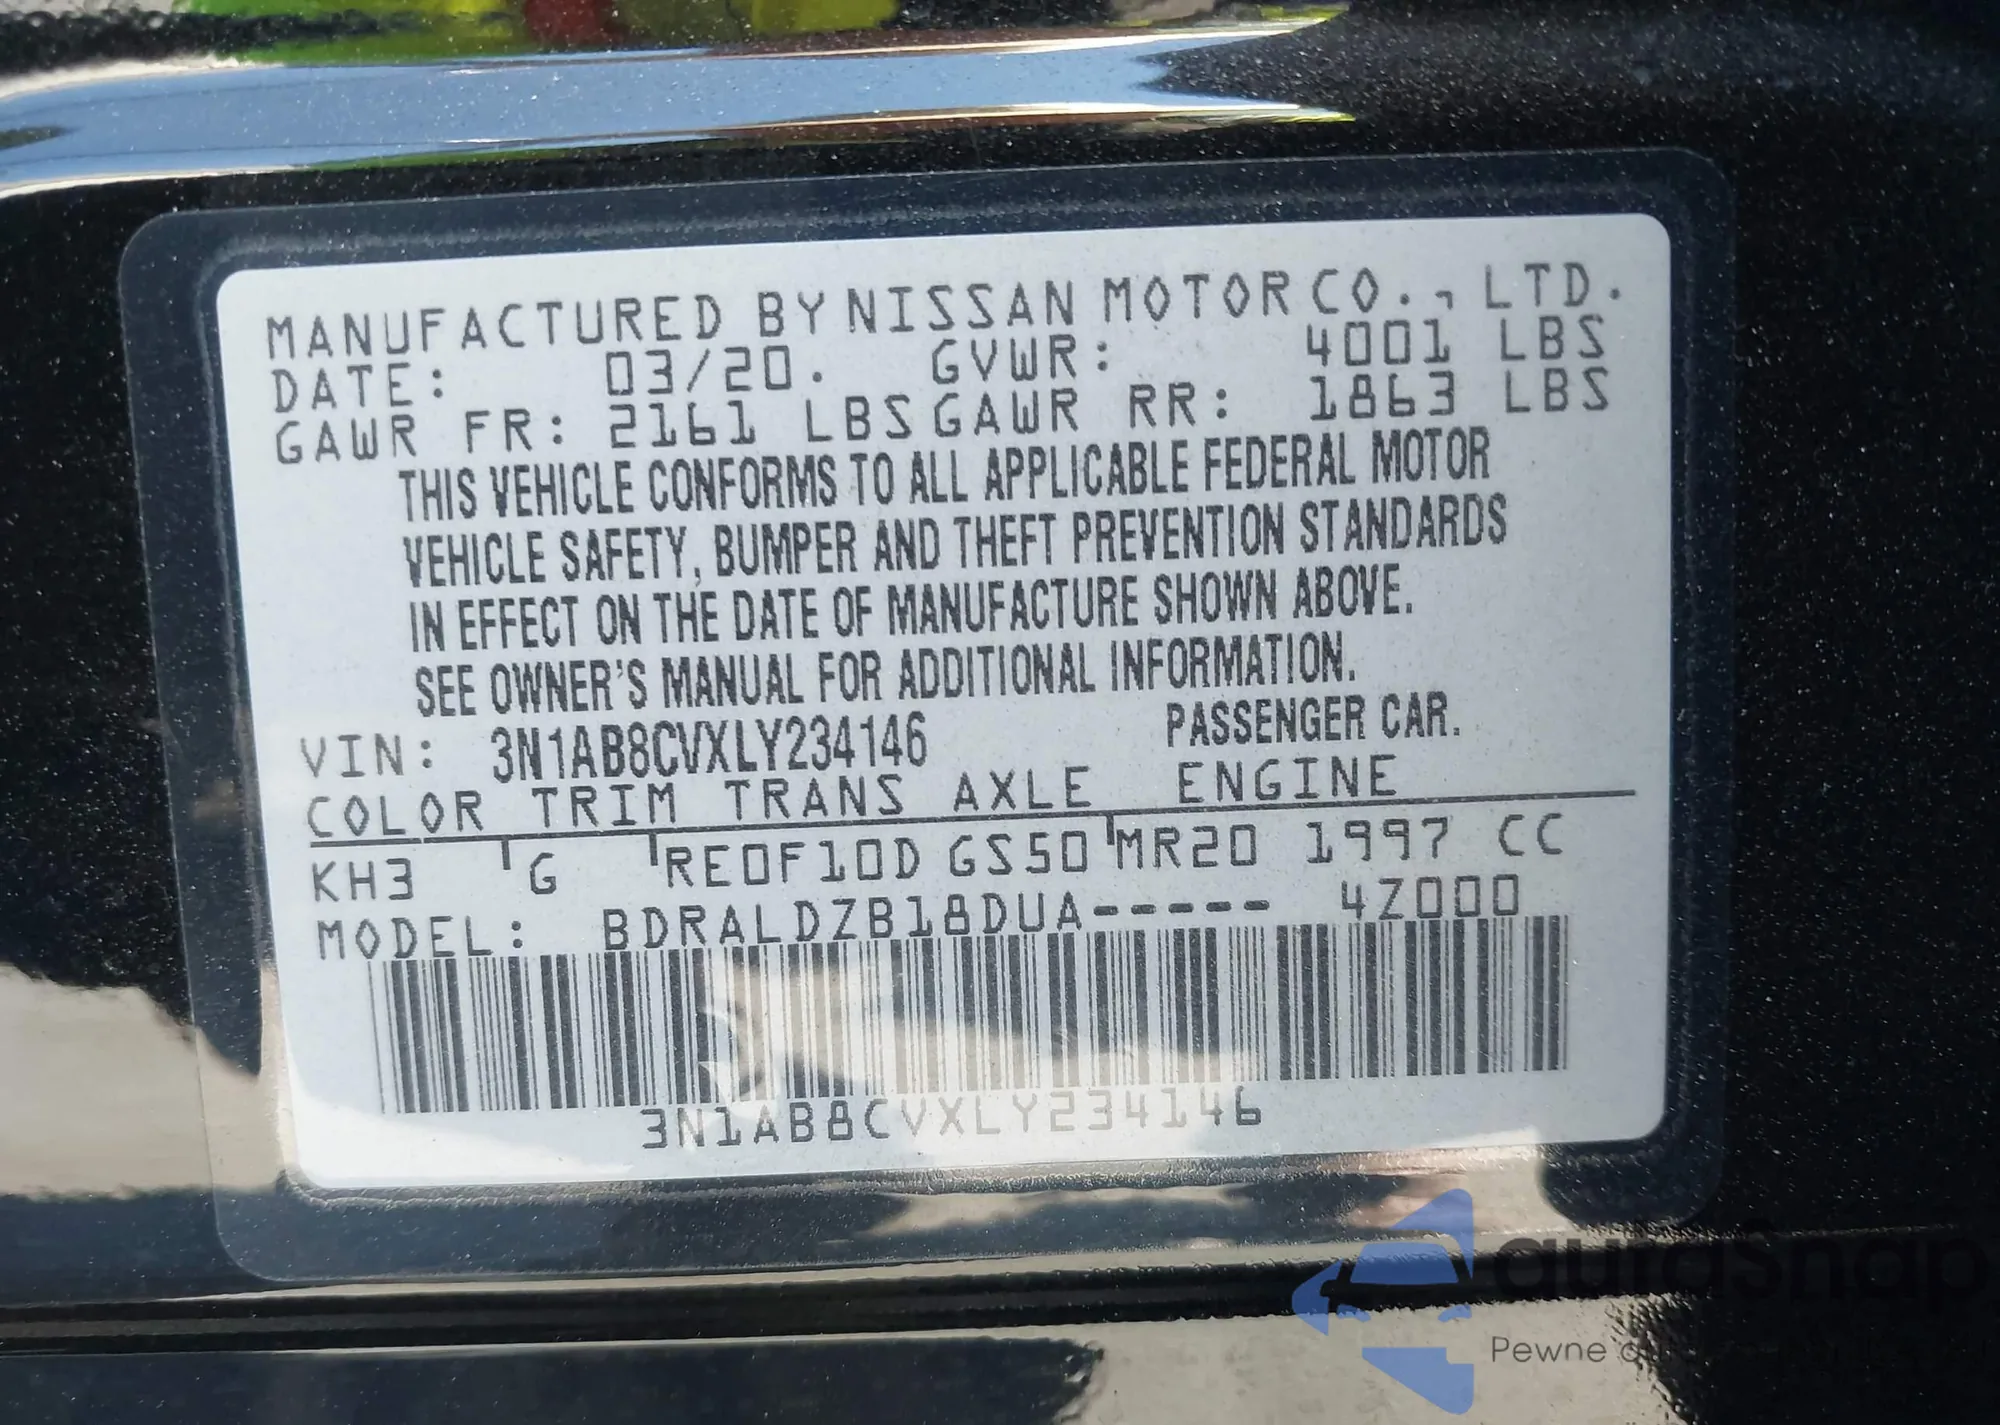 MANUFACTURED BY NISSAN MOTOR CO., LTD.
DATE: 03/20. GVWR: 4001 LBS
GAWR FR: 2161 LBS GAWR RR: 1863 LBS
THIS VEHICLE CONFORMS TO ALL APPLICABLE FEDERAL MOTOR
VEHICLE SAFETY, BUMPER AND THEFT PREVENTION STANDARDS
IN EFFECT ON THE DATE OF MANUFACTURE SHOWN ABOVE.
SEE OWNER'S MANUAL FOR ADDITIONAL INFORMATION.
VIN: 3N1AB8CVXLY234146 PASSENGER CAR.
COLOR TRIM TRANS AXLE ENGINE
KH3 G RE0F10D GS50 MR20 1997 CC
MODEL: BDRALDZB18DUA----- 4Z000
3N1AB8CVXLY234146
autaSnap
Pewne